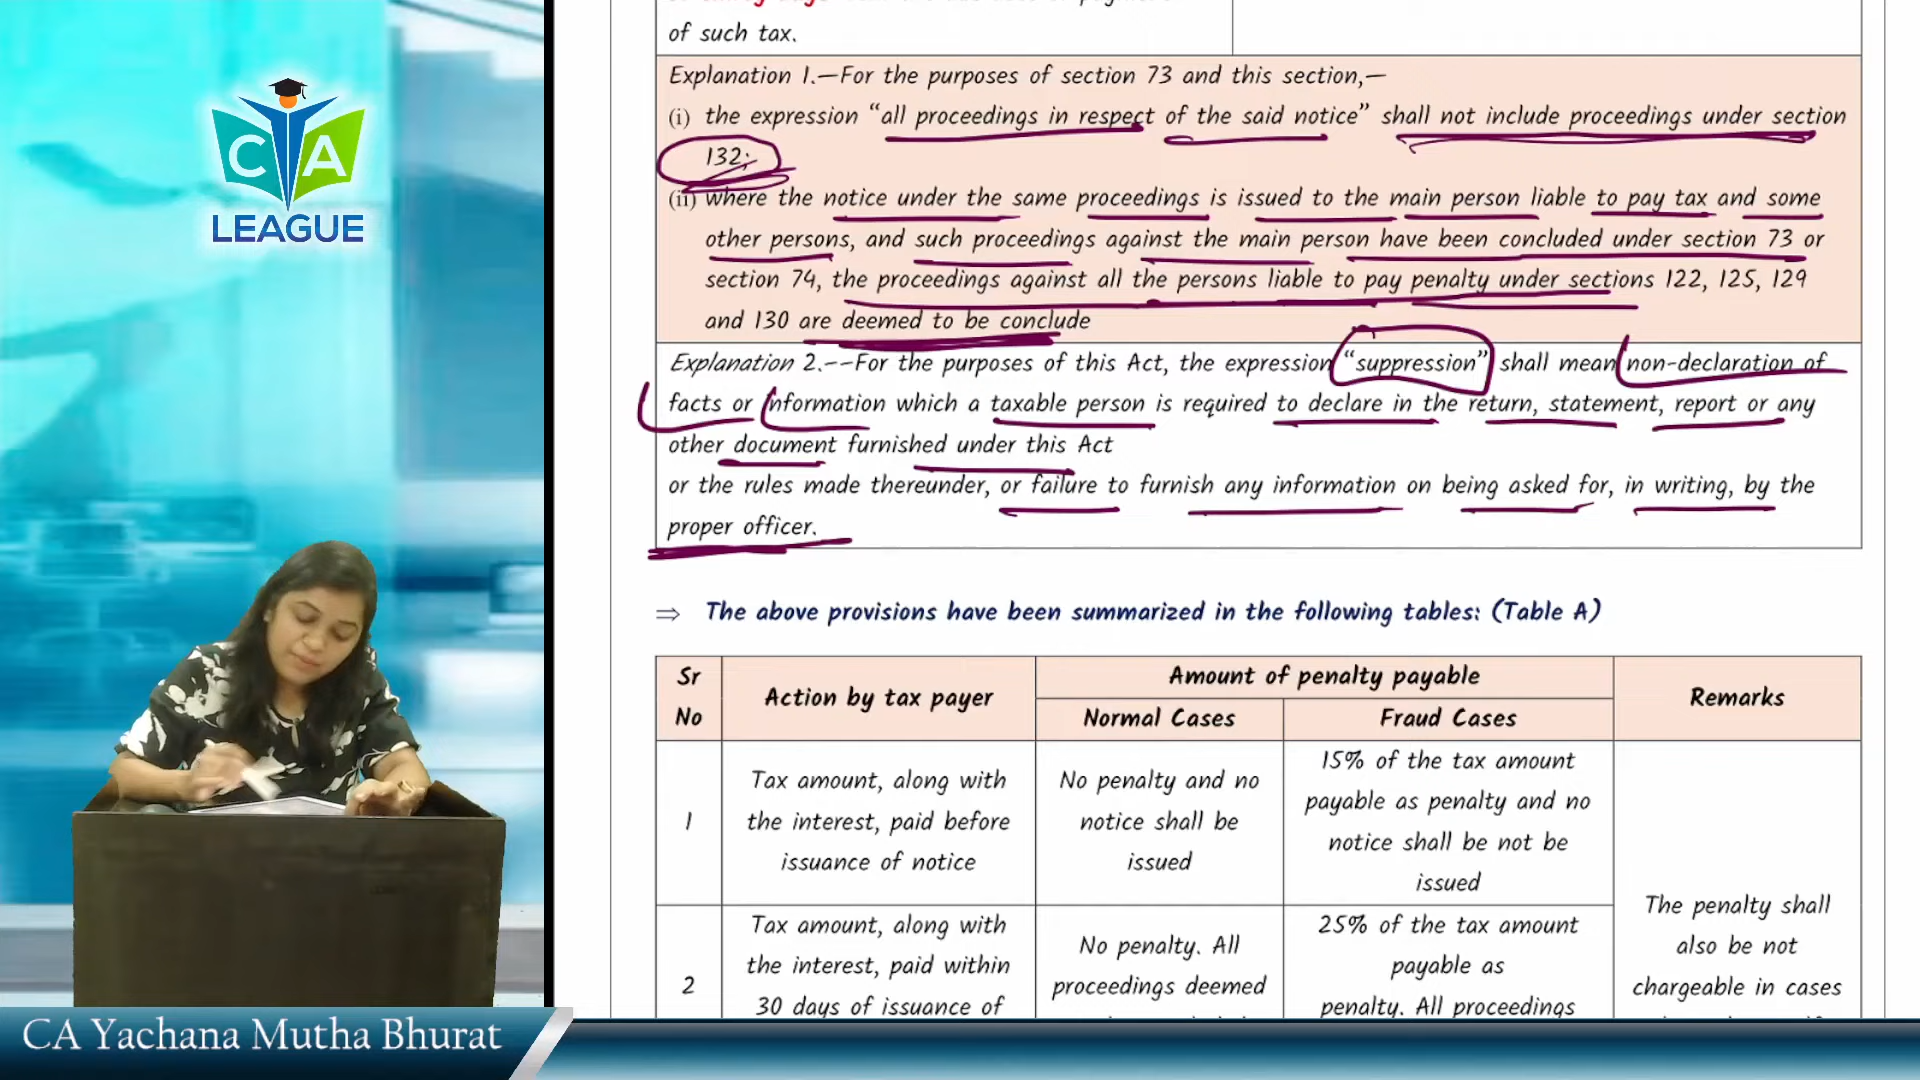 CA
LEAGUE
CA Yachana Mutha Bhurat
of such tax.
Explanation 1.—For the purposes of section 73 and this section,—
(i) the expression “all proceedings in respect of the said notice” shall not include proceedings under section
132;
(ii) where the notice under the same proceedings is issued to the main person liable to pay tax and some
other persons, and such proceedings against the main person have been concluded under section 73 or
section 74, the proceedings against all the persons liable to pay penalty under sections 122, 125, 129
and 130 are deemed to be conclude
Explanation 2.--For the purposes of this Act, the expression “suppression” shall mean non-declaration of
facts or information which a taxable person is required to declare in the return, statement, report or any
other document furnished under this Act
or the rules made thereunder, or failure to furnish any information on being asked for, in writing, by the
proper officer.
⇒ The above provisions have been summarized in the following tables: (Table A)
Sr
No
Action by tax payer
Amount of penalty payable
Normal Cases
Fraud Cases
Remarks
1
Tax amount, along with
the interest, paid before
issuance of notice
No penalty and no
notice shall be
issued
15% of the tax amount
payable as penalty and no
notice shall be not be
issued
2
Tax amount, along with
the interest, paid within
30 days of issuance of
No penalty. All
proceedings deemed
25% of the tax amount
payable as
penalty. All proceedings
The penalty shall
also be not
chargeable in cases